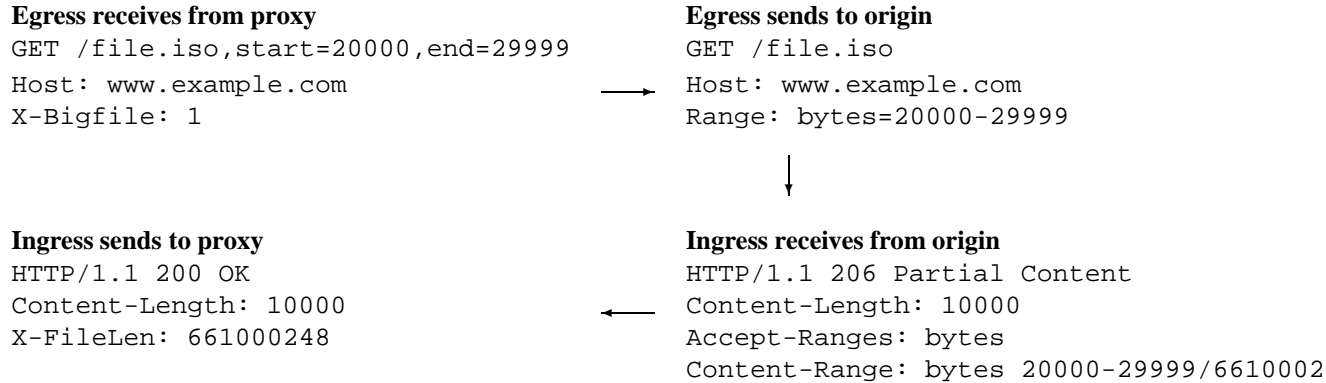 Egress receives from proxy
GET /file.iso,start=20000,end=29999
Host: www.example.com
X-Bigfile: 1
Egress sends to origin
GET /file.iso
Host: www.example.com
Range: bytes=20000-29999
Ingress sends to proxy
HTTP/1.1 200 OK
Content-Length: 10000
X-FileLen: 661000248
Ingress receives from origin
HTTP/1.1 206 Partial Content
Content-Length: 10000
Accept-Ranges: bytes
Content-Range: bytes 20000-29999/6610002